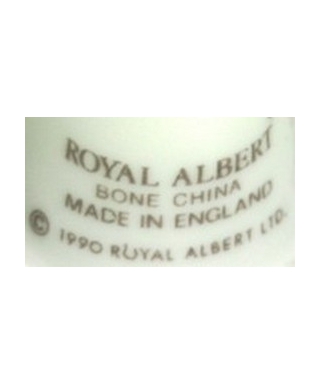 ROYAL ALBERT
BONE CHINA
MADE IN ENGLAND
© 1990 ROYAL ALBERT LTD.